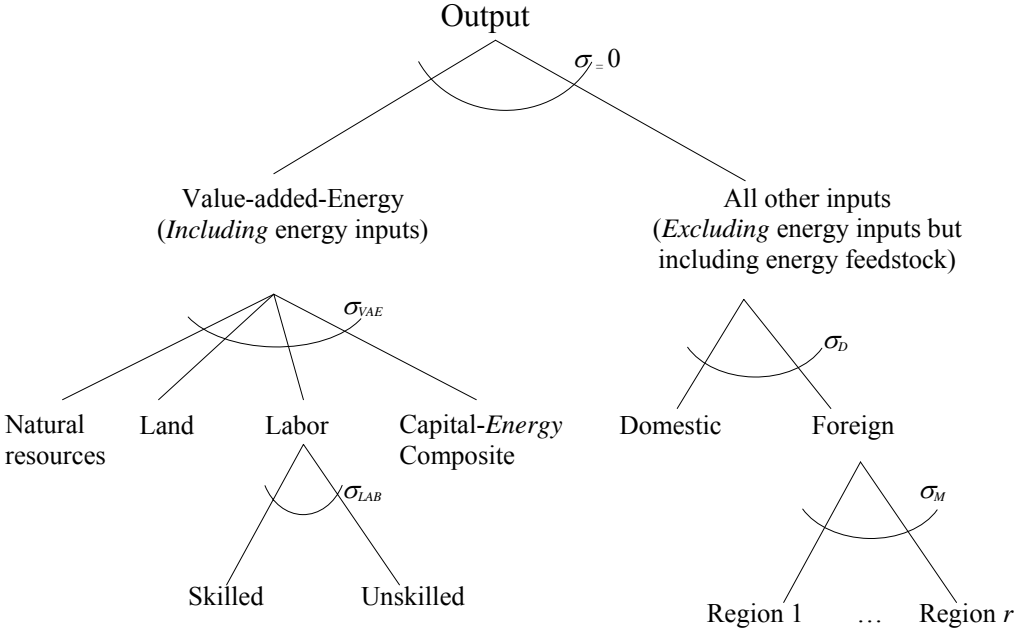 Output
σ = 0
Value-added-Energy
(Including energy inputs)
All other inputs
(Excluding energy inputs but
including energy feedstock)
σVAE
σD
Natural
resources
Land
Labor
Capital-Energy
Composite
Domestic
Foreign
σLAB
σM
Skilled
Unskilled
Region 1
...
Region r